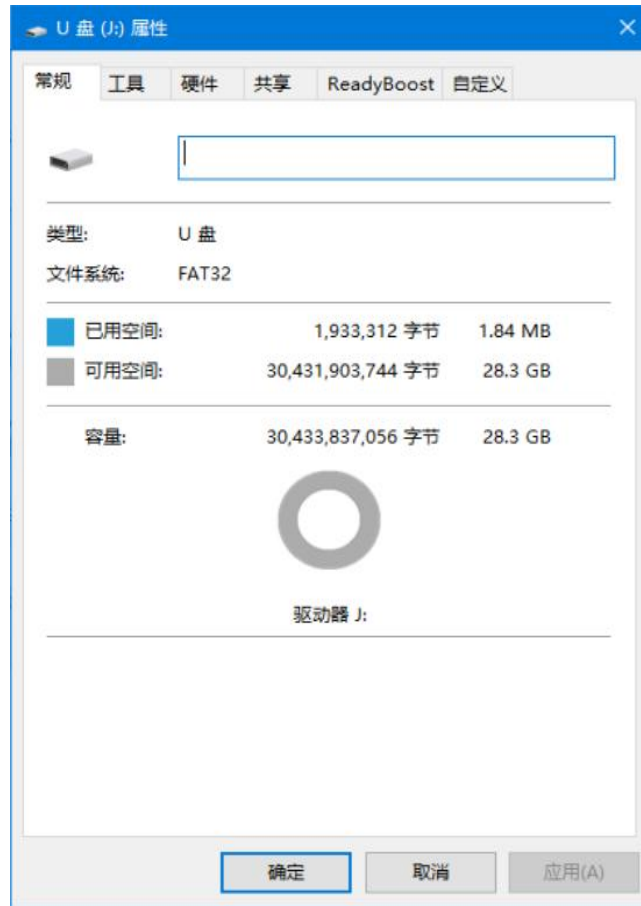 U 盘 (J:) 属性
常规 工具 硬件 共享 ReadyBoost 自定义
类型: U 盘
文件系统: FAT32
已用空间: 1,933,312 字节 1.84 MB
可用空间: 30,431,903,744 字节 28.3 GB
容量: 30,433,837,056 字节 28.3 GB
驱动器 J:
确定 取消 应用(A)